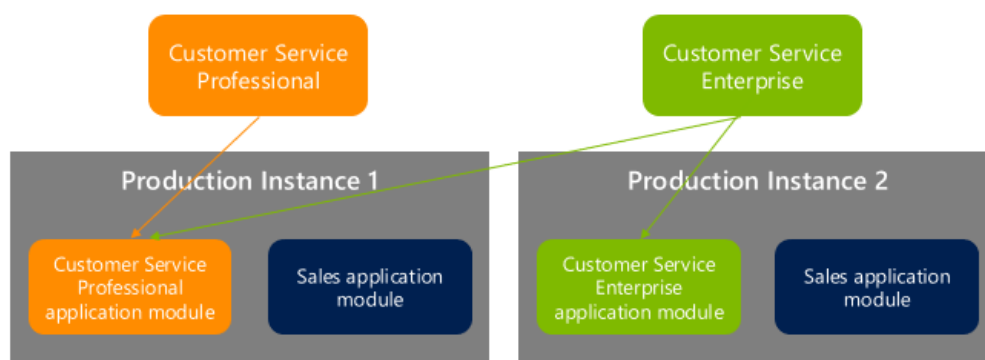 Customer Service
Professional
Customer Service
Enterprise
Production Instance 1
Production Instance 2
Customer Service
Professional
application module
Sales application
module
Customer Service
Enterprise
application module
Sales application
module